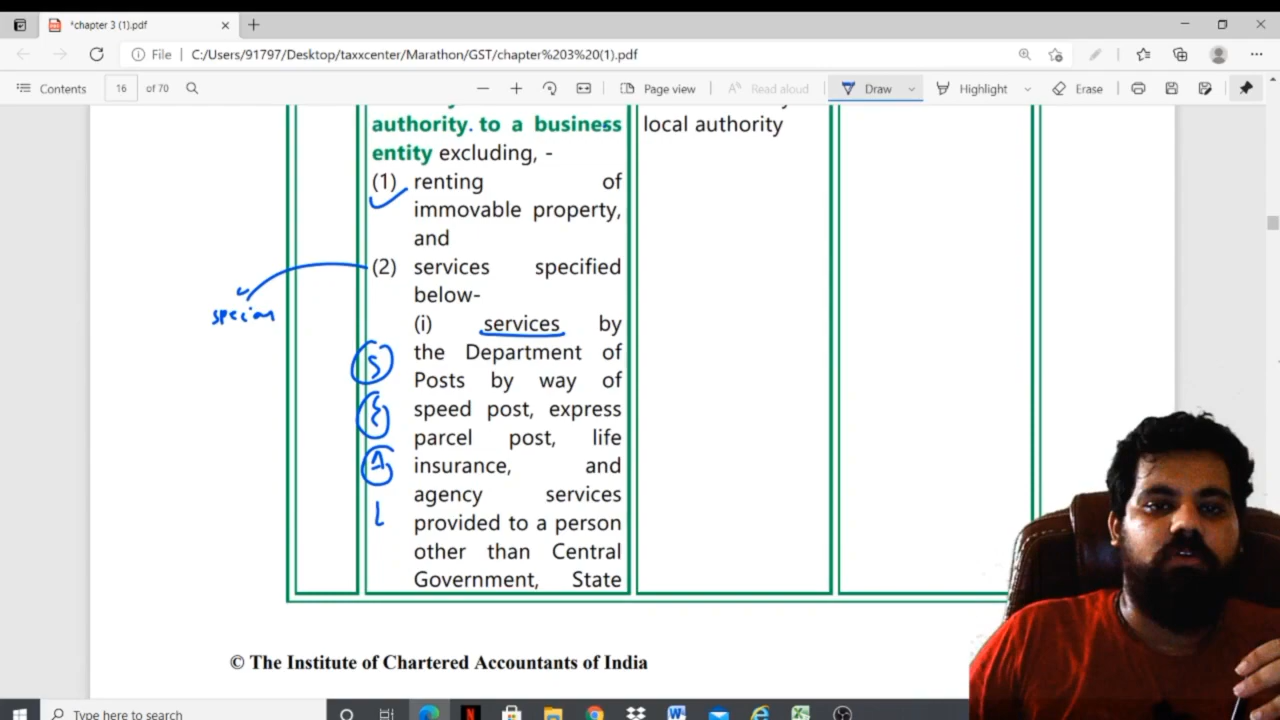 *chapter 3 (1).pdf
File | C:/Users/91797/Desktop/taxxcenter/Marathon/GST/chapter%203%20(1).pdf
Contents 16 of 70 Page view Read aloud Draw Highlight Erase
authority. to a business
entity excluding, -
(1) renting of
immovable property,
and
(2) services specified
below-
(i) services by
the Department of
Posts by way of
speed post, express
parcel post, life
insurance, and
agency services
provided to a person
other than Central
Government, State
local authority
special
S
E
A
L
© The Institute of Chartered Accountants of India
Type here to search